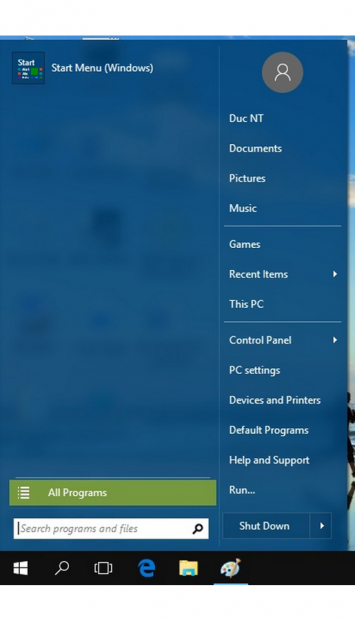 Start
Start Menu (Windows)
Duc NT
Documents
Pictures
Music
Games
Recent Items
This PC
Control Panel
PC settings
Devices and Printers
Default Programs
Help and Support
Run...
All Programs
Search programs and files
Shut Down